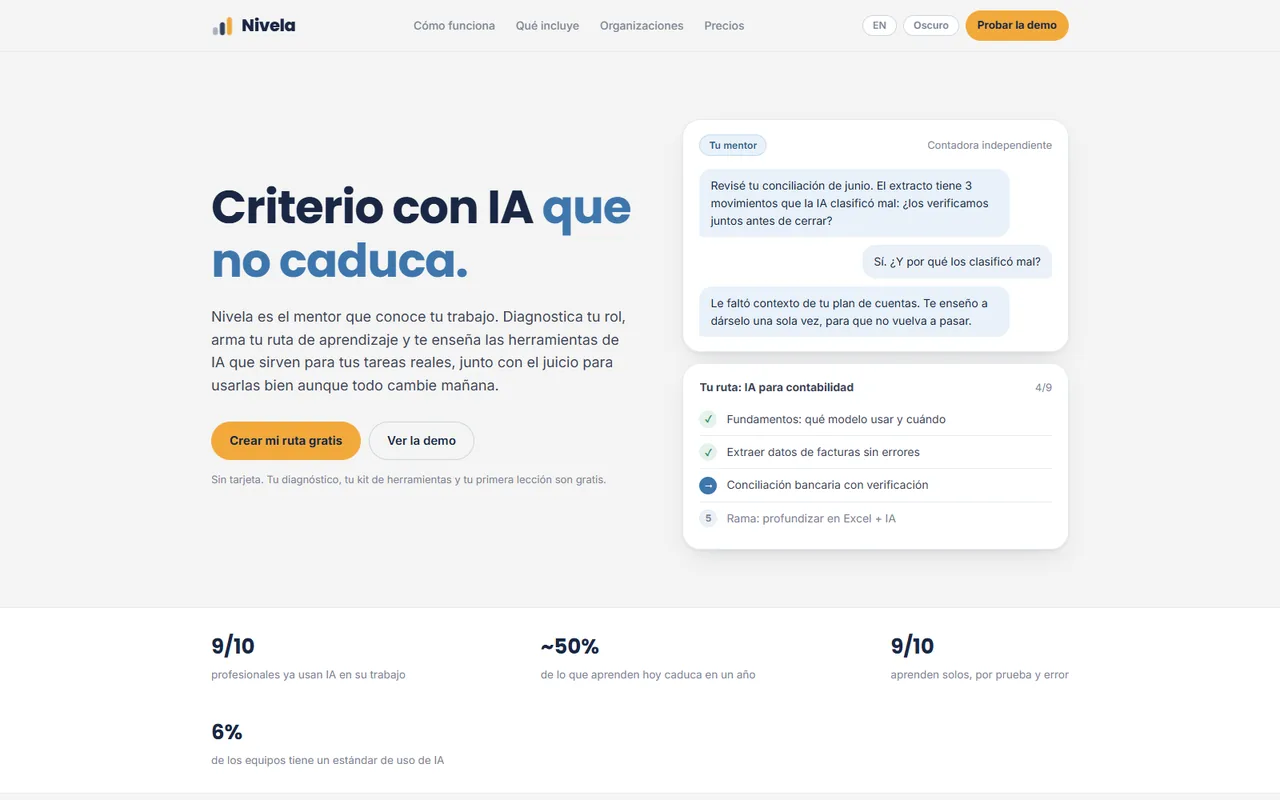 Nivela
Cómo funciona
Qué incluye
Organizaciones
Precios
EN
Oscuro
Probar la demo
Criterio con IA que
no caduca.
Nivela es el mentor que conoce tu trabajo. Diagnostica tu rol,
arma tu ruta de aprendizaje y te enseña las herramientas de
IA que sirven para tus tareas reales, junto con el juicio para
usarlas bien aunque todo cambie mañana.
Crear mi ruta gratis
Ver la demo
Sin tarjeta. Tu diagnóstico, tu kit de herramientas y tu primera lección son gratis.
Tu mentor
Contadora independiente
Revisé tu conciliación de junio. El extracto tiene 3
movimientos que la IA clasificó mal: ¿los verificamos
juntos antes de cerrar?
Sí. ¿Y por qué los clasificó mal?
Le faltó contexto de tu plan de cuentas. Te enseño a
dárselo una sola vez, para que no vuelva a pasar.
Tu ruta: IA para contabilidad
4/9
✓ Fundamentos: qué modelo usar y cuándo
✓ Extraer datos de facturas sin errores
→ Conciliación bancaria con verificación
5 Rama: profundizar en Excel + IA
9/10
profesionales ya usan IA en su trabajo
~50%
de lo que aprenden hoy caduca en un año
9/10
aprenden solos, por prueba y error
6%
de los equipos tiene un estándar de uso de IA